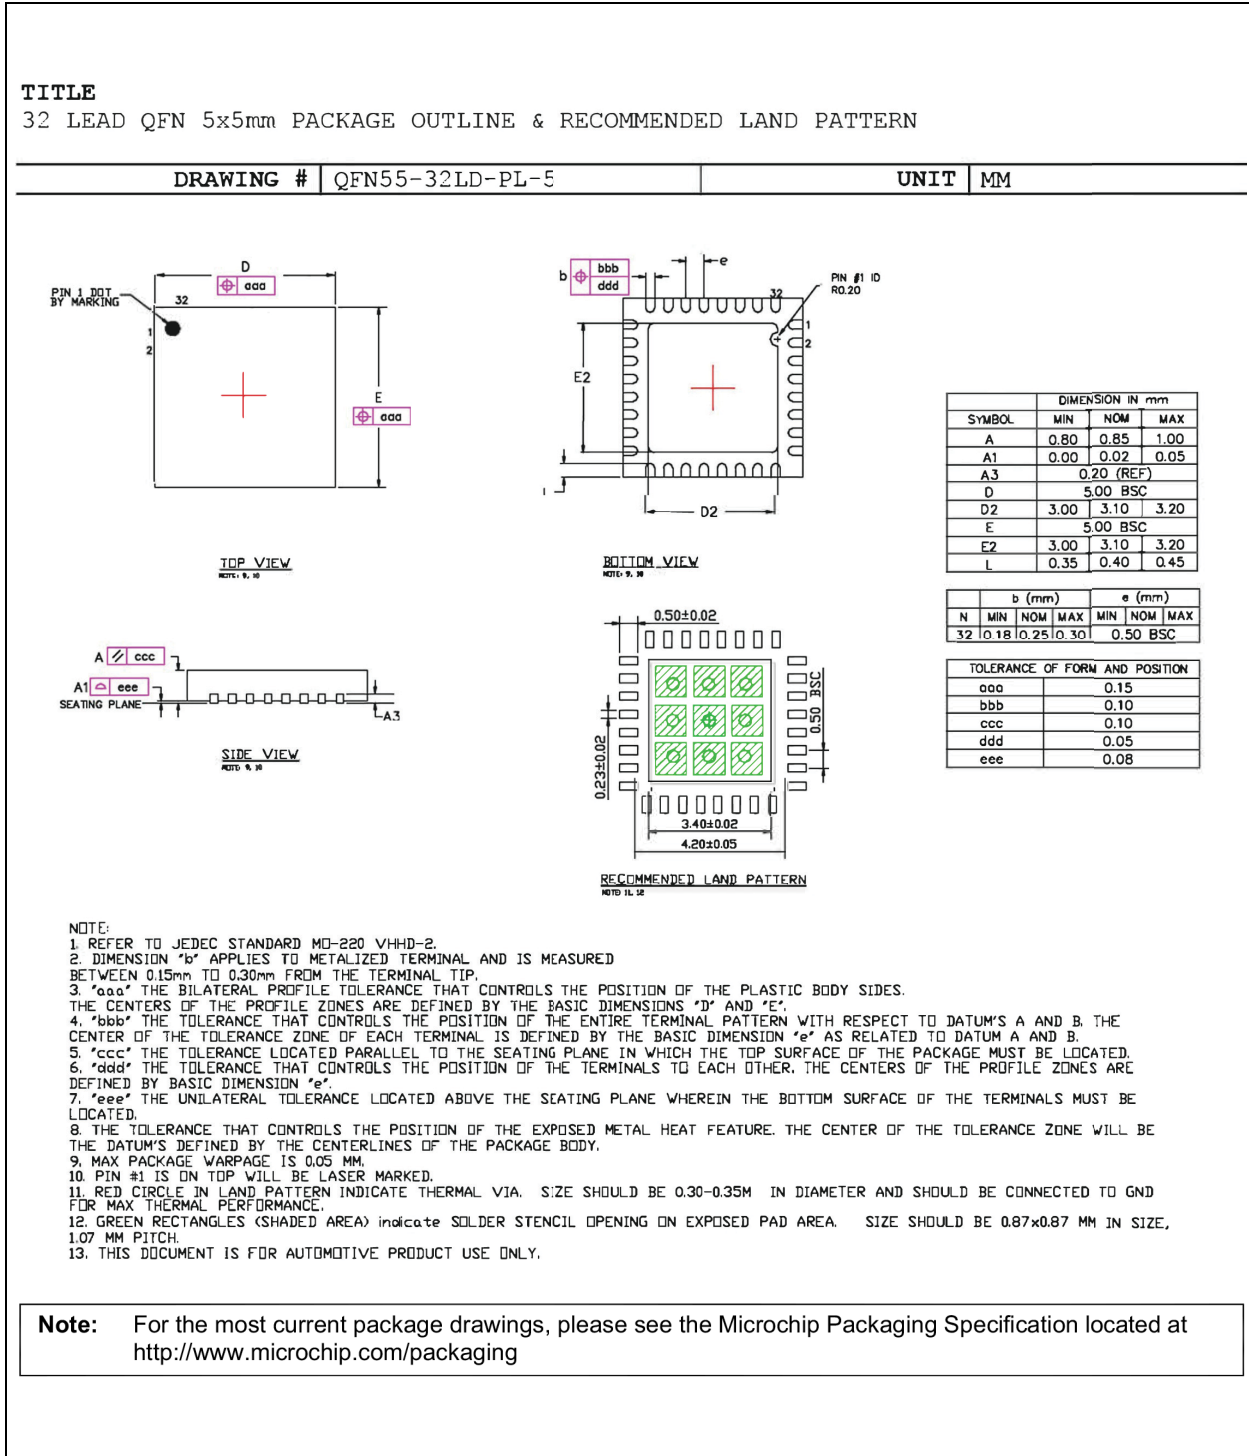 TITLE
32 LEAD QFN 5x5mm PACKAGE OUTLINE & RECOMMENDED LAND PATTERN
DRAWING # QFN55-32LD-PL-5 UNIT MM
D
aaa
PIN 1 DOT
BY MARKING
32
1
2
E
aaa
TOP VIEW
NOTE: 9, 10
b
bbb
ddd
e
PIN #1 ID
R0.20
32
1
2
E2
D2
BOTTOM VIEW
NOTE: 9, 10
A ccc
A1 eee
SEATING PLANE
A3
SIDE VIEW
NOTE: 9, 10
0.50±0.02
0.50 BSC
0.23±0.02
3.40±0.02
4.20±0.05
RECOMMENDED LAND PATTERN
NOTE: 11, 12
DIMENSION IN mm
SYMBOL MIN NOM MAX
A 0.80 0.85 1.00
A1 0.00 0.02 0.05
A3 0.20 (REF)
D 5.00 BSC
D2 3.00 3.10 3.20
E 5.00 BSC
E2 3.00 3.10 3.20
L 0.35 0.40 0.45
b (mm) e (mm)
N MIN NOM MAX MIN NOM MAX
32 0.18 0.25 0.30 0.50 BSC
TOLERANCE OF FORM AND POSITION
aaa 0.15
bbb 0.10
ccc 0.10
ddd 0.05
eee 0.08
NOTE:
1. REFER TO JEDEC STANDARD MO-220 VHHD-2.
2. DIMENSION "b" APPLIES TO METALIZED TERMINAL AND IS MEASURED
BETWEEN 0.15mm TO 0.30mm FROM THE TERMINAL TIP.
3. "aaa" THE BILATERAL PROFILE TOLERANCE THAT CONTROLS THE POSITION OF THE PLASTIC BODY SIDES.
THE CENTERS OF THE PROFILE ZONES ARE DEFINED BY THE BASIC DIMENSIONS "D" AND "E".
4. "bbb" THE TOLERANCE THAT CONTROLS THE POSITION OF THE ENTIRE TERMINAL PATTERN WITH RESPECT TO DATUM'S A AND B. THE
CENTER OF THE TOLERANCE ZONE OF EACH TERMINAL IS DEFINED BY THE BASIC DIMENSION "e" AS RELATED TO DATUM A AND B.
5. "ccc" THE TOLERANCE LOCATED PARALLEL TO THE SEATING PLANE IN WHICH THE TOP SURFACE OF THE PACKAGE MUST BE LOCATED.
6. "ddd" THE TOLERANCE THAT CONTROLS THE POSITION OF THE TERMINALS TO EACH OTHER. THE CENTERS OF THE PROFILE ZONES ARE
DEFINED BY BASIC DIMENSION "e".
7. "eee" THE UNILATERAL TOLERANCE LOCATED ABOVE THE SEATING PLANE WHEREIN THE BOTTOM SURFACE OF THE TERMINALS MUST BE
LOCATED.
8. THE TOLERANCE THAT CONTROLS THE POSITION OF THE EXPOSED METAL HEAT FEATURE. THE CENTER OF THE TOLERANCE ZONE WILL BE
THE DATUM'S DEFINED BY THE CENTERLINES OF THE PACKAGE BODY.
9. MAX PACKAGE WARPAGE IS 0.05 MM.
10. PIN #1 IS ON TOP WILL BE LASER MARKED.
11. RED CIRCLE IN LAND PATTERN INDICATE THERMAL VIA. SIZE SHOULD BE 0.30-0.35M IN DIAMETER AND SHOULD BE CONNECTED TO GND
FOR MAX THERMAL PERFORMANCE.
12. GREEN RECTANGLES (SHADED AREA) indicate SOLDER STENCIL OPENING ON EXPOSED PAD AREA. SIZE SHOULD BE 0.87x0.87 MM IN SIZE,
1.07 MM PITCH.
13. THIS DOCUMENT IS FOR AUTOMOTIVE PRODUCT USE ONLY.
Note: For the most current package drawings, please see the Microchip Packaging Specification located at
http://www.microchip.com/packaging